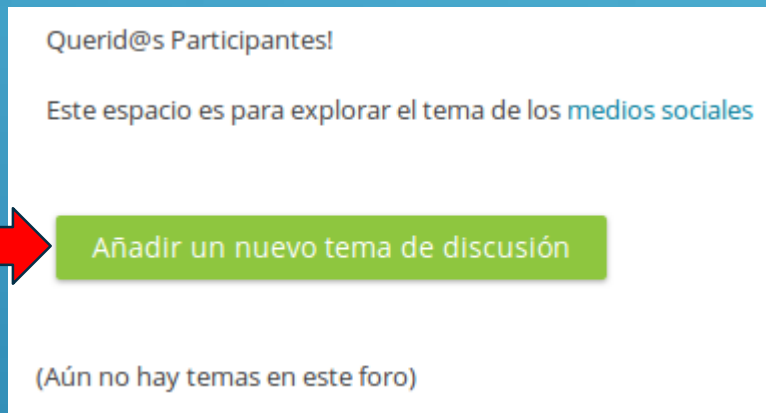 Querid@s Participantes!
Este espacio es para explorar el tema de los medios sociales
Añadir un nuevo tema de discusión
(Aún no hay temas en este foro)